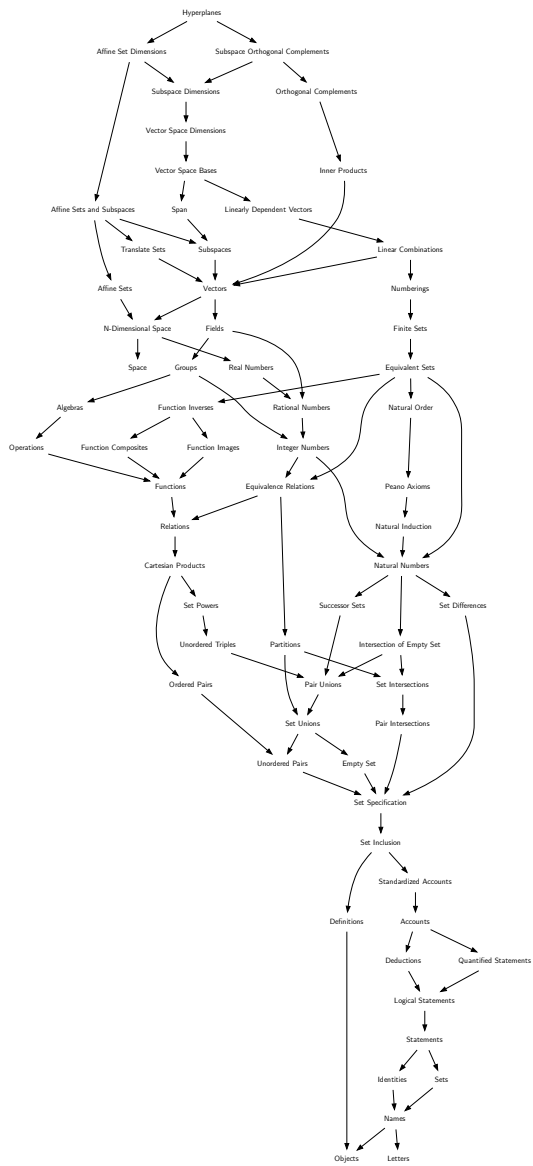 Hyperplanes
Affine Set Dimensions
Subspace Orthogonal Complements
Subspace Dimensions
Orthogonal Complements
Vector Space Dimensions
Vector Space Bases
Inner Products
Affine Sets and Subspaces
Span
Linearly Dependent Vectors
Translate Sets
Subspaces
Linear Combinations
Affine Sets
Vectors
Numberings
N-Dimensional Space
Fields
Finite Sets
Space
Groups
Real Numbers
Equivalent Sets
Algebras
Function Inverses
Rational Numbers
Natural Order
Operations
Function Composites
Function Images
Integer Numbers
Functions
Equivalence Relations
Peano Axioms
Relations
Natural Induction
Cartesian Products
Natural Numbers
Set Powers
Successor Sets
Set Differences
Unordered Triples
Partitions
Intersection of Empty Set
Ordered Pairs
Pair Unions
Set Intersections
Set Unions
Pair Intersections
Unordered Pairs
Empty Set
Set Specification
Set Inclusion
Standardized Accounts
Definitions
Accounts
Deductions
Quantified Statements
Logical Statements
Statements
Identities
Sets
Names
Objects
Letters